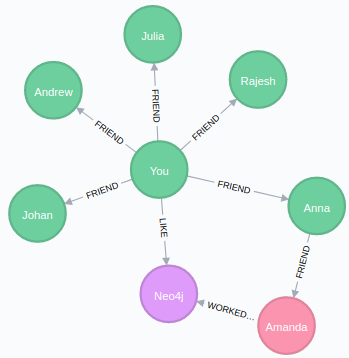 Julia
Andrew
Rajesh
FRIEND
FRIEND
FRIEND
You
FRIEND
FRIEND
Johan
Anna
LIKE
FRIEND
Neo4j
WORKED...
Amanda